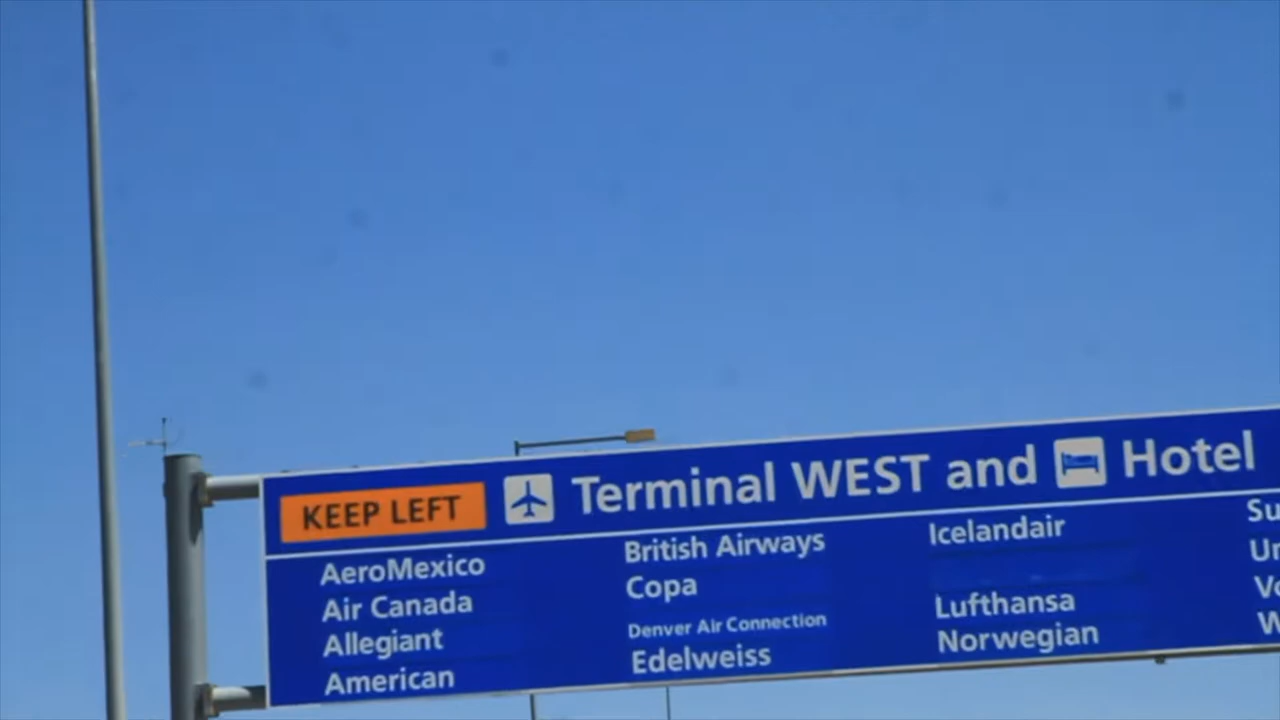 KEEP LEFT Terminal WEST and Hotel
AeroMexico
Air Canada
Allegiant
American
British Airways
Copa
Denver Air Connection
Edelweiss
Icelandair
Lufthansa
Norwegian
Su